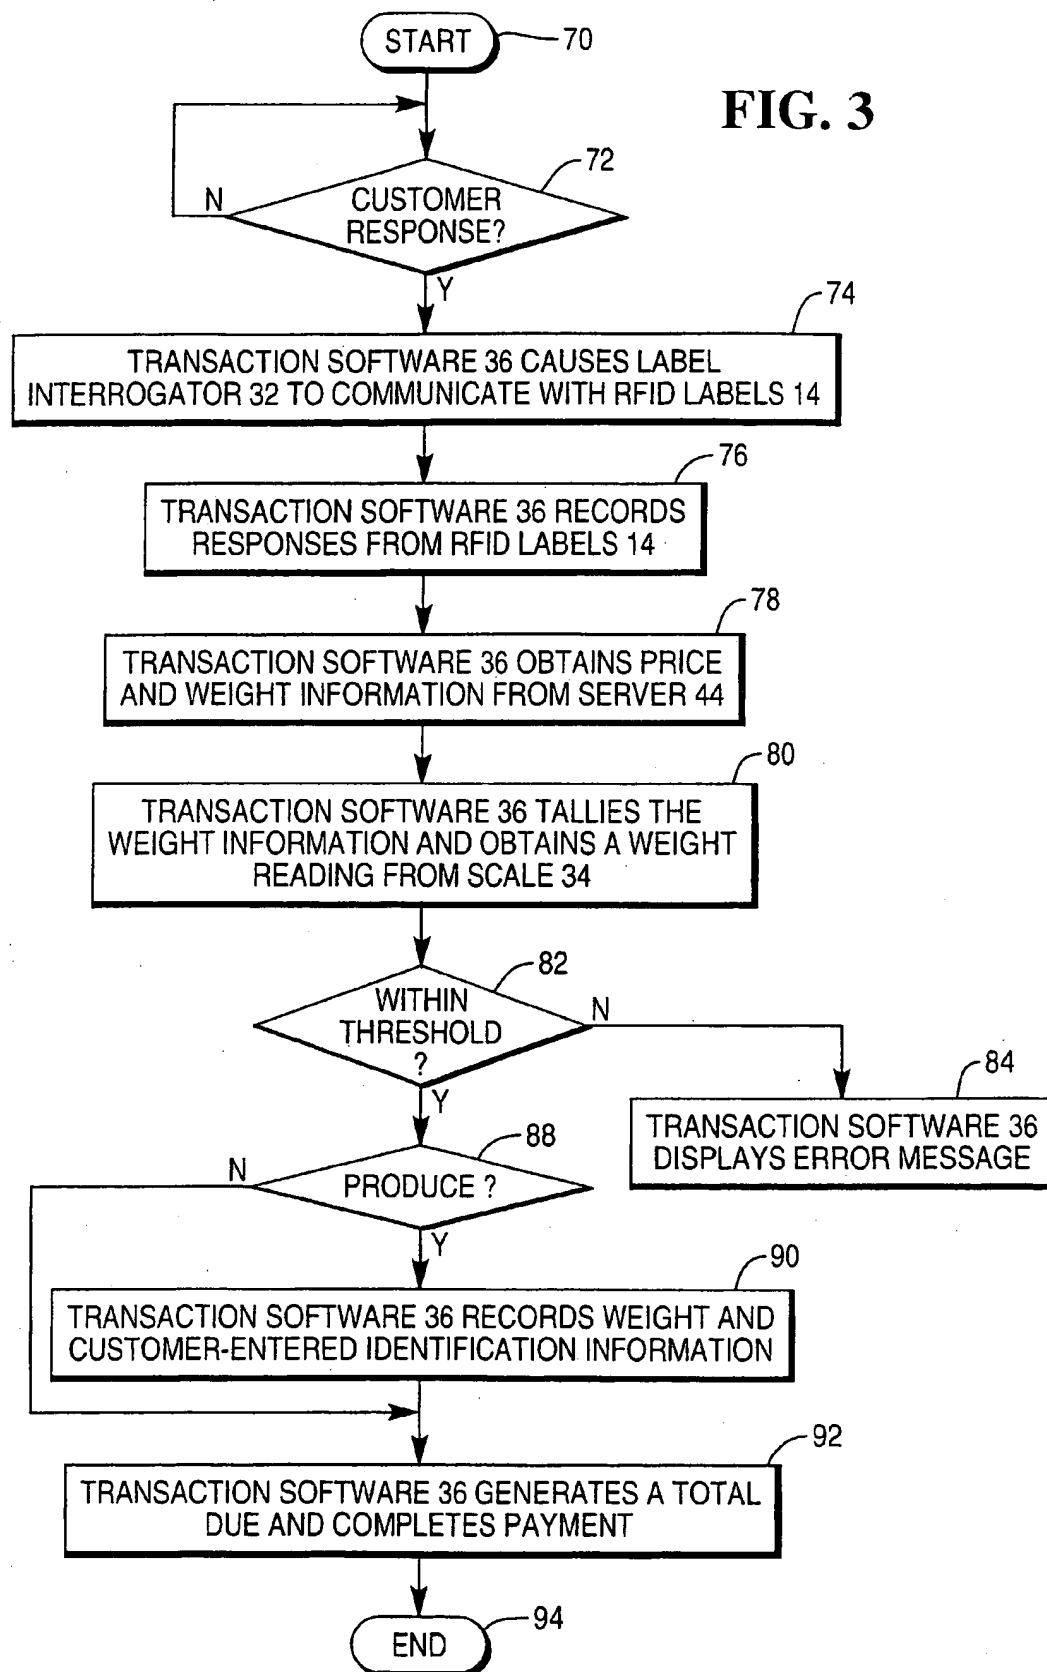 START
70
FIG. 3
72
N
CUSTOMER
RESPONSE?
Y
74
TRANSACTION SOFTWARE 36 CAUSES LABEL
INTERROGATOR 32 TO COMMUNICATE WITH RFID LABELS 14
76
TRANSACTION SOFTWARE 36 RECORDS
RESPONSES FROM RFID LABELS 14
78
TRANSACTION SOFTWARE 36 OBTAINS PRICE
AND WEIGHT INFORMATION FROM SERVER 44
80
TRANSACTION SOFTWARE 36 TALLIES THE
WEIGHT INFORMATION AND OBTAINS A WEIGHT
READING FROM SCALE 34
82
WITHIN
THRESHOLD
?
N
Y
84
TRANSACTION SOFTWARE 36
DISPLAYS ERROR MESSAGE
88
N
PRODUCE ?
Y
90
TRANSACTION SOFTWARE 36 RECORDS WEIGHT AND
CUSTOMER-ENTERED IDENTIFICATION INFORMATION
92
TRANSACTION SOFTWARE 36 GENERATES A TOTAL
DUE AND COMPLETES PAYMENT
94
END